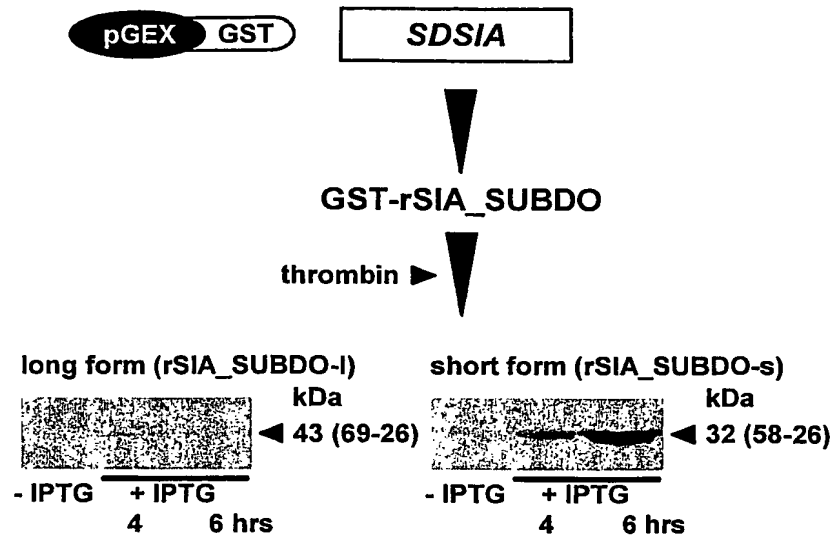 pGEX GST SDSIA
GST-rSIA_SUBDO
thrombin
long form (rSIA_SUBDO-l)
kDa
43 (69-26)
- IPTG + IPTG
4 6 hrs
short form (rSIA_SUBDO-s)
kDa
32 (58-26)
- IPTG + IPTG
4 6 hrs